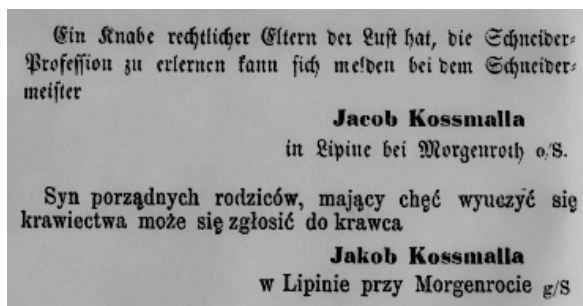 Ein Knabe rechtlicher Eltern der Lust hat, die Schneider=
Profession zu erlernen kann sich melden bei dem Schneider-
meister
Jacob Kossmalla
in Lipine bei Morgenroth o/S.
Syn porządnych rodziców, mający chęć wyuczyć się
krawiectwa może się zgłosić do krawca
Jakob Kossmalla
w Lipinie przy Morgenrocie g/S